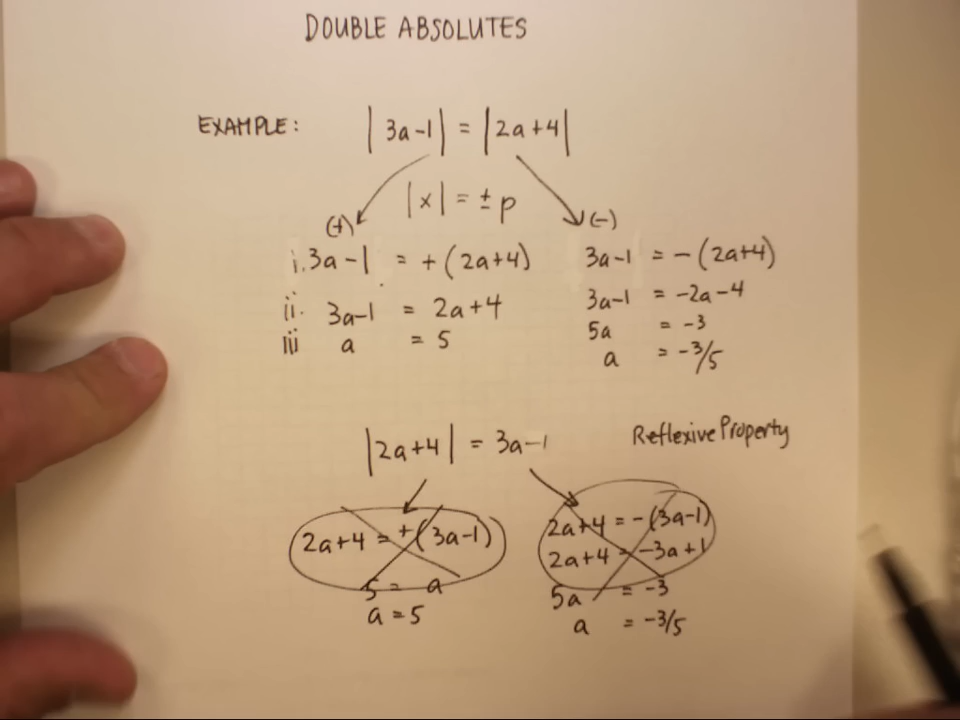 DOUBLE ABSOLUTES
EXAMPLE: |3a-1| = |2a+4|
|x| = ± p
(+) (-)
i. 3a-1 = + (2a+4) 3a-1 = - (2a+4)
ii. 3a-1 = 2a+4 3a-1 = -2a-4
iii a = 5 5a = -3
a = -3/5
|2a+4| = 3a-1 Reflexive Property
2a+4 = +(3a-1) 2a+4 = -(3a-1)
2a+4 = -3a+1
5 = a 5a = -3
a = 5 a = -3/5